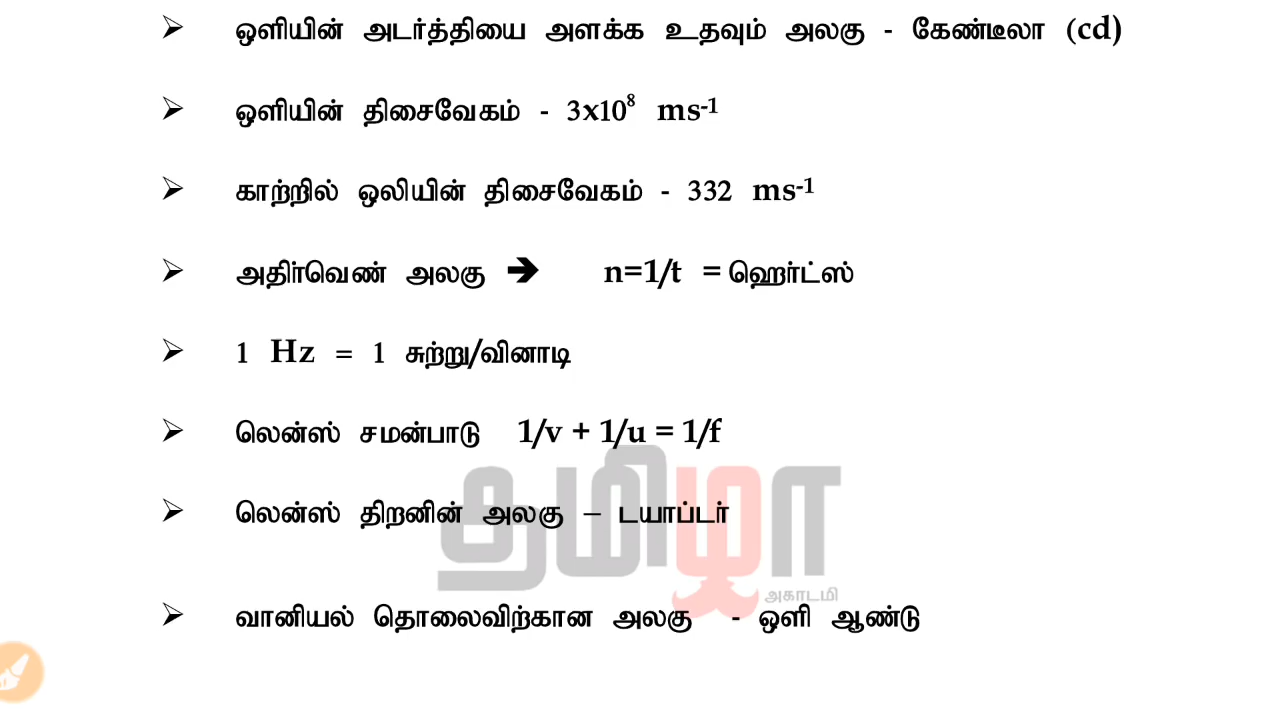 ➢ ஒளியின் அடர்த்தியை அளக்க உதவும் அலகு - கேண்டீலா (cd)
➢ ஒளியின் திசைவேகம் - 3x10⁸ ms⁻¹
➢ காற்றில் ஒலியின் திசைவேகம் - 332 ms⁻¹
➢ அதிர்வெண் அலகு ➔ n=1/t = ஹெர்ட்ஸ்
➢ 1 Hz = 1 சுற்று/வினாடி
➢ லென்ஸ் சமன்பாடு 1/v + 1/u = 1/f
➢ லென்ஸ் திறனின் அலகு – டயாப்டர்
தமிழா
அகாடமி
➢ வானியல் தொலைவிற்கான அலகு - ஒளி ஆண்டு